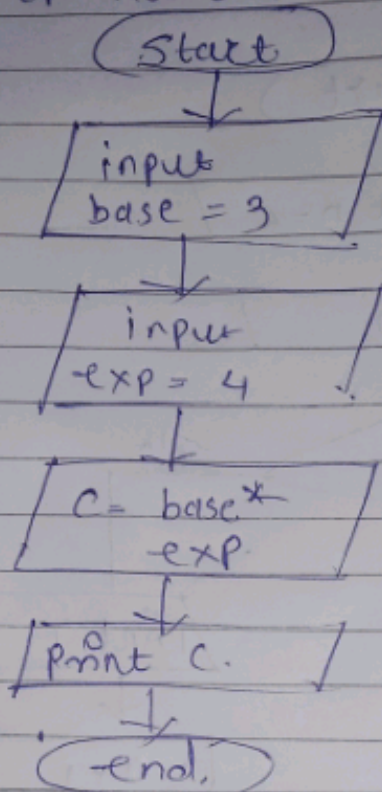 Start
input
base = 3
input
exp = 4
C = base*
exp.
print C.
end.